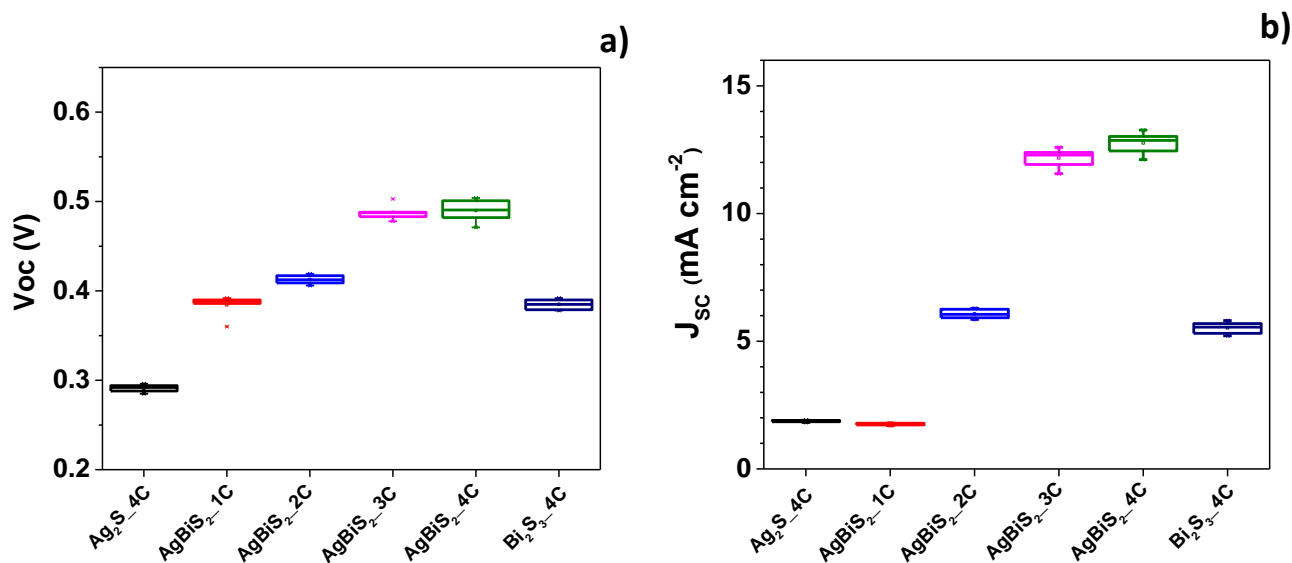 a)
Voc (V)
0.6
0.5
0.4
0.3
0.2
Ag₂S_4C
AgBiS₂_1C
AgBiS₂_2C
AgBiS₂_3C
AgBiS₂_4C
Bi₂S₃_4C
b)
J_SC (mA cm⁻²)
15
10
5
0
Ag₂S_4C
AgBiS₂_1C
AgBiS₂_2C
AgBiS₂_3C
AgBiS₂_4C
Bi₂S₃_4C